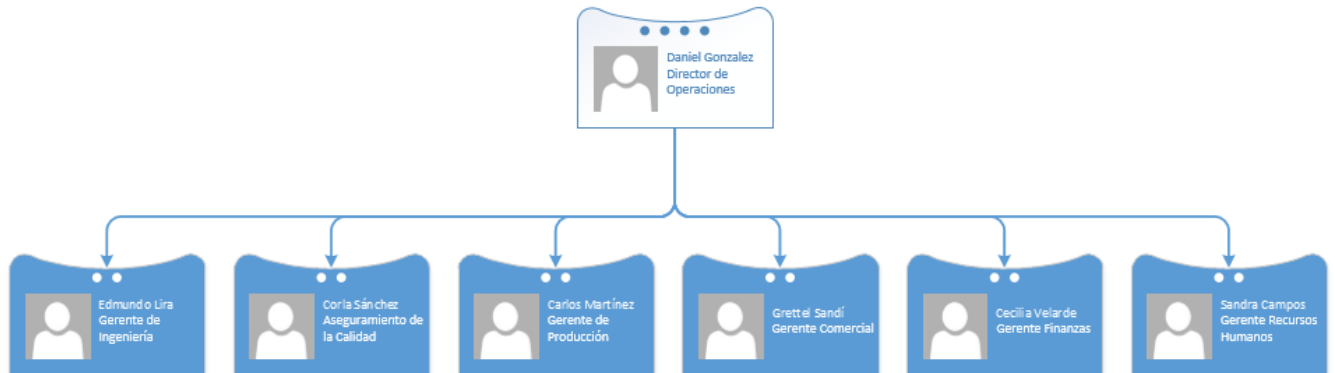 Daniel Gonzalez
Director de
Operaciones
Edmundo Lira
Gerente de
Ingeniería
Corla Sánchez
Aseguramiento de
la Calidad
Carlos Martínez
Gerente de
Producción
Grettel Sandí
Gerente Comercial
Cecilia Velarde
Gerente Finanzas
Sandra Campos
Gerente Recursos
Humanos